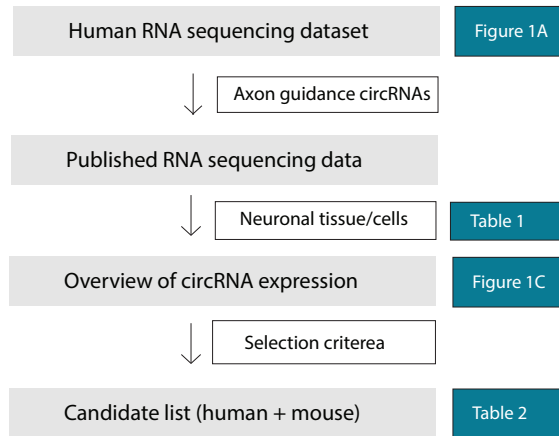 Human RNA sequencing dataset
Figure 1A
Axon guidance circRNAs
Published RNA sequencing data
Neuronal tissue/cells
Table 1
Overview of circRNA expression
Figure 1C
Selection criterea
Candidate list (human + mouse)
Table 2